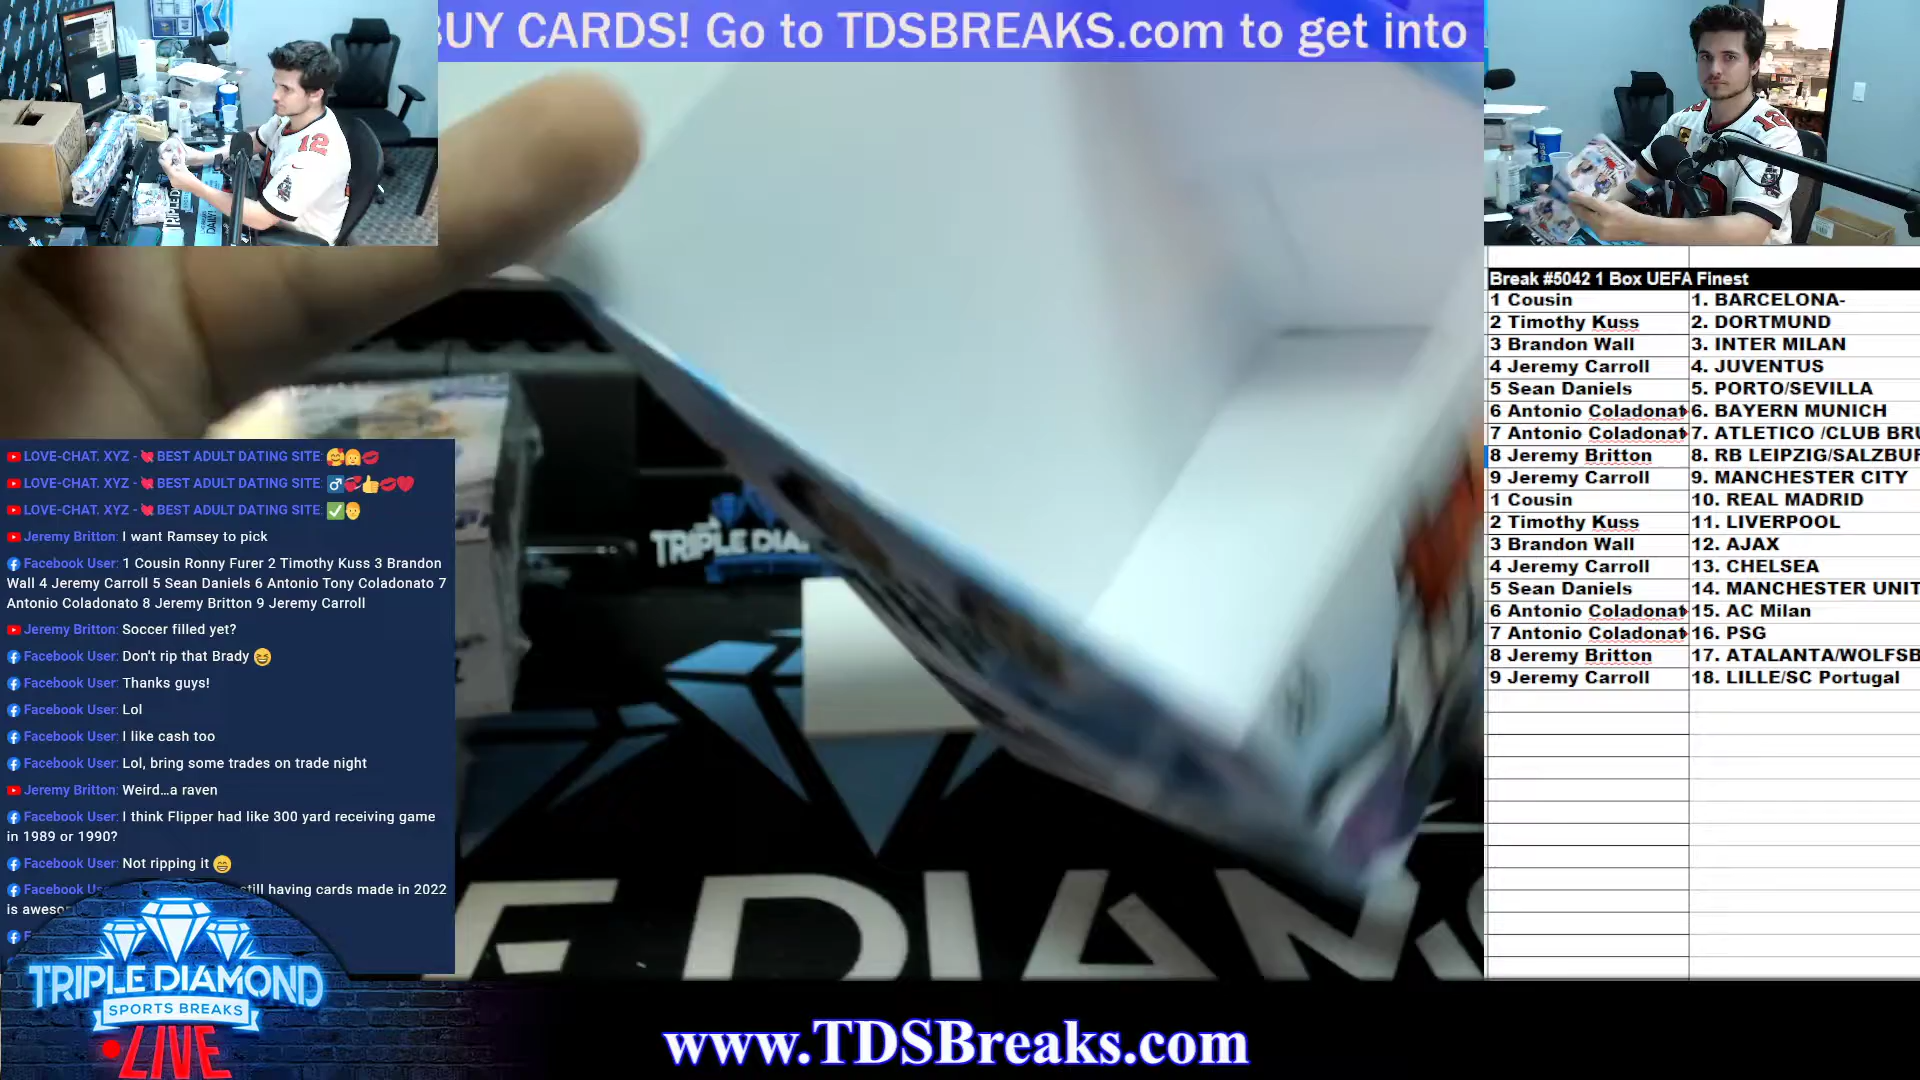 BUY CARDS! Go to TDSBREAKS.com to get into
12
12
TRIPLE DIA
Break #5042 1 Box UEFA Finest
1 Cousin 1. BARCELONA-
2 Timothy Kuss 2. DORTMUND
3 Brandon Wall 3. INTER MILAN
4 Jeremy Carroll 4. JUVENTUS
5 Sean Daniels 5. PORTO/SEVILLA
6 Antonio Coladonat 6. BAYERN MUNICH
7 Antonio Coladonat 7. ATLETICO /CLUB BRU
8 Jeremy Britton 8. RB LEIPZIG/SALZBUR
9 Jeremy Carroll 9. MANCHESTER CITY
1 Cousin 10. REAL MADRID
2 Timothy Kuss 11. LIVERPOOL
3 Brandon Wall 12. AJAX
4 Jeremy Carroll 13. CHELSEA
5 Sean Daniels 14. MANCHESTER UNIT
6 Antonio Coladonat 15. AC Milan
7 Antonio Coladonat 16. PSG
8 Jeremy Britton 17. ATALANTA/WOLFSB
9 Jeremy Carroll 18. LILLE/SC Portugal
LOVE-CHAT. XYZ - 💘 BEST ADULT DATING SITE: 🥰👩💋
LOVE-CHAT. XYZ - 💘 BEST ADULT DATING SITE: ♂️💞👍💋❤️
LOVE-CHAT. XYZ - 💘 BEST ADULT DATING SITE: ✅👨
Jeremy Britton: I want Ramsey to pick
Facebook User: 1 Cousin Ronny Furer 2 Timothy Kuss 3 Brandon
Wall 4 Jeremy Carroll 5 Sean Daniels 6 Antonio Tony Coladonato 7
Antonio Coladonato 8 Jeremy Britton 9 Jeremy Carroll
Jeremy Britton: Soccer filled yet?
Facebook User: Don't rip that Brady 😆
Facebook User: Thanks guys!
Facebook User: Lol
Facebook User: I like cash too
Facebook User: Lol, bring some trades on trade night
Jeremy Britton: Weird…a raven
Facebook User: I think Flipper had like 300 yard receiving game
in 1989 or 1990?
Facebook User: Not ripping it 😄
Facebook Us still having cards made in 2022
is aweso
F
TRIPLE DIAMOND
SPORTS BREAKS
LIVE
E DIAMON
www.TDSBreaks.com